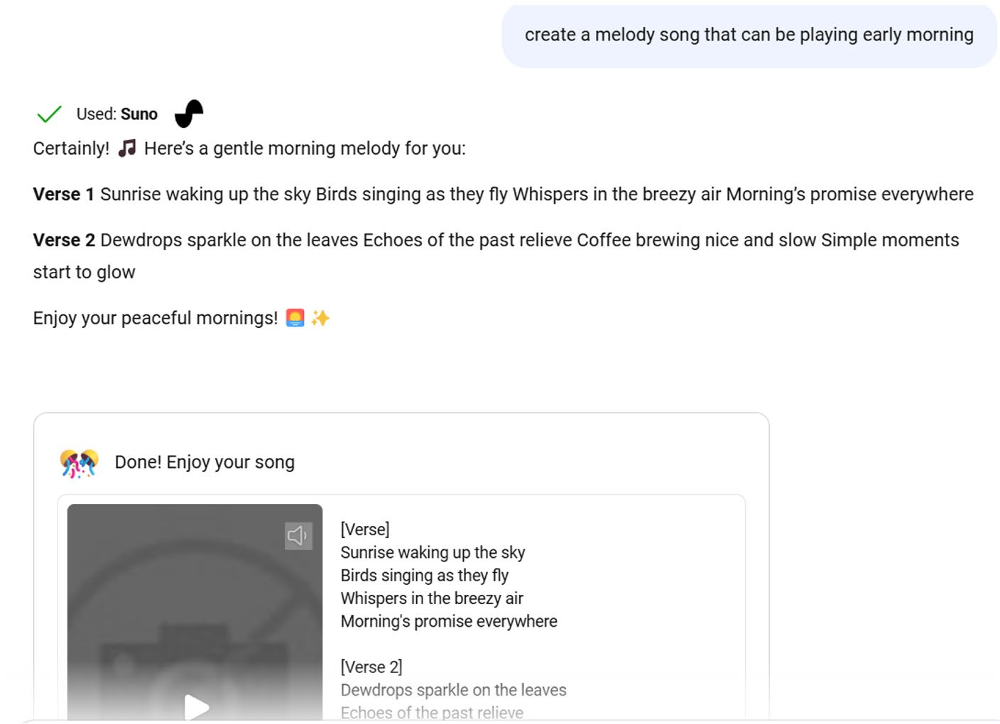 create a melody song that can be playing early morning
Used: Suno
Certainly! 🎵 Here’s a gentle morning melody for you:
Verse 1 Sunrise waking up the sky Birds singing as they fly Whispers in the breezy air Morning’s promise everywhere
Verse 2 Dewdrops sparkle on the leaves Echoes of the past relieve Coffee brewing nice and slow Simple moments
start to glow
Enjoy your peaceful mornings! 🌅✨
Done! Enjoy your song
[Verse]
Sunrise waking up the sky
Birds singing as they fly
Whispers in the breezy air
Morning's promise everywhere
[Verse 2]
Dewdrops sparkle on the leaves
Echoes of the past relieve